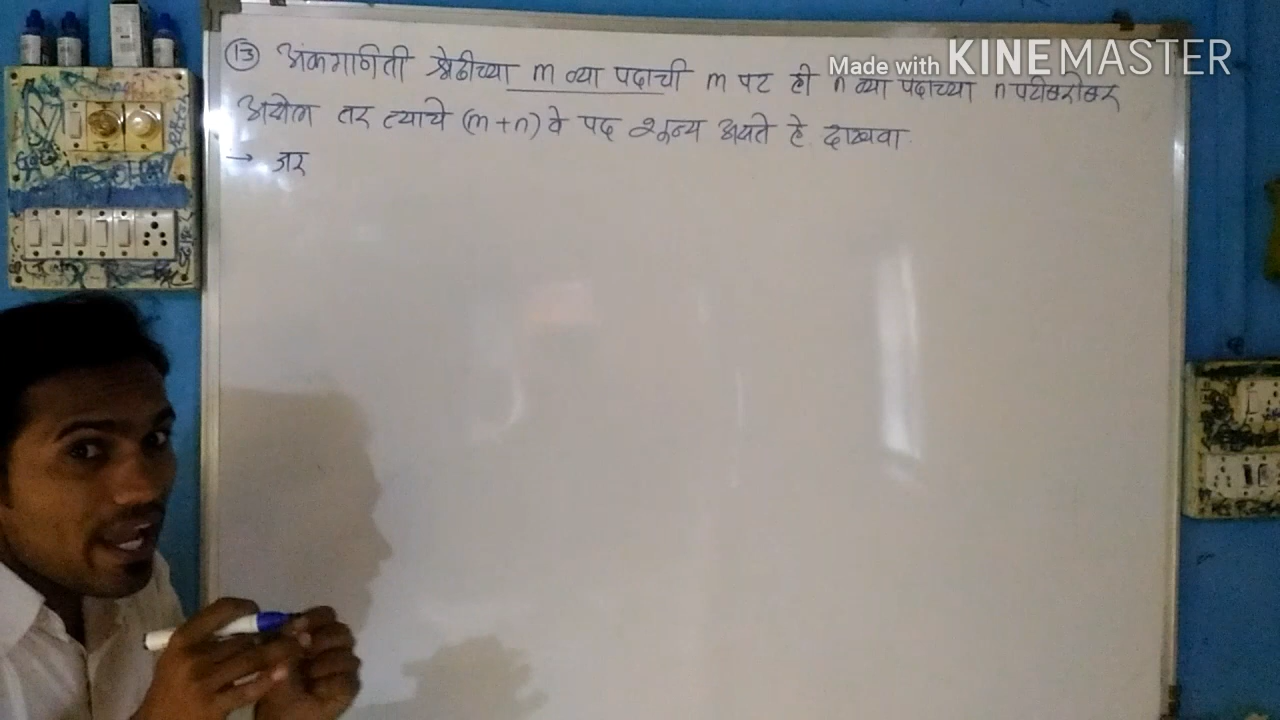 Made with KINEMASTER
(13) अंकगणिती श्रेढीच्या m व्या पदाची m पट ही n व्या पदाच्या n पटीबरोबर
असेल तर त्याचे (m+n) वे पद शून्य असते हे दाखवा.
→ जर